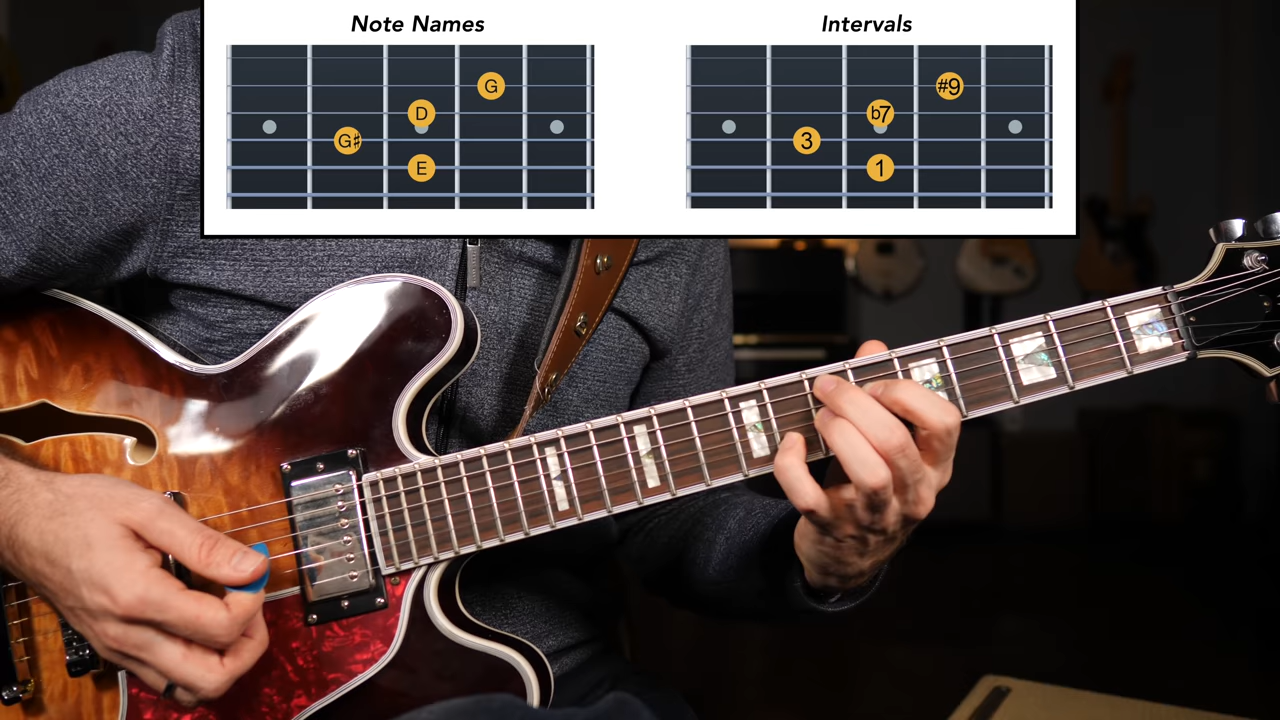 Note Names
Intervals
G
D
G♯
E
#9
b7
3
1